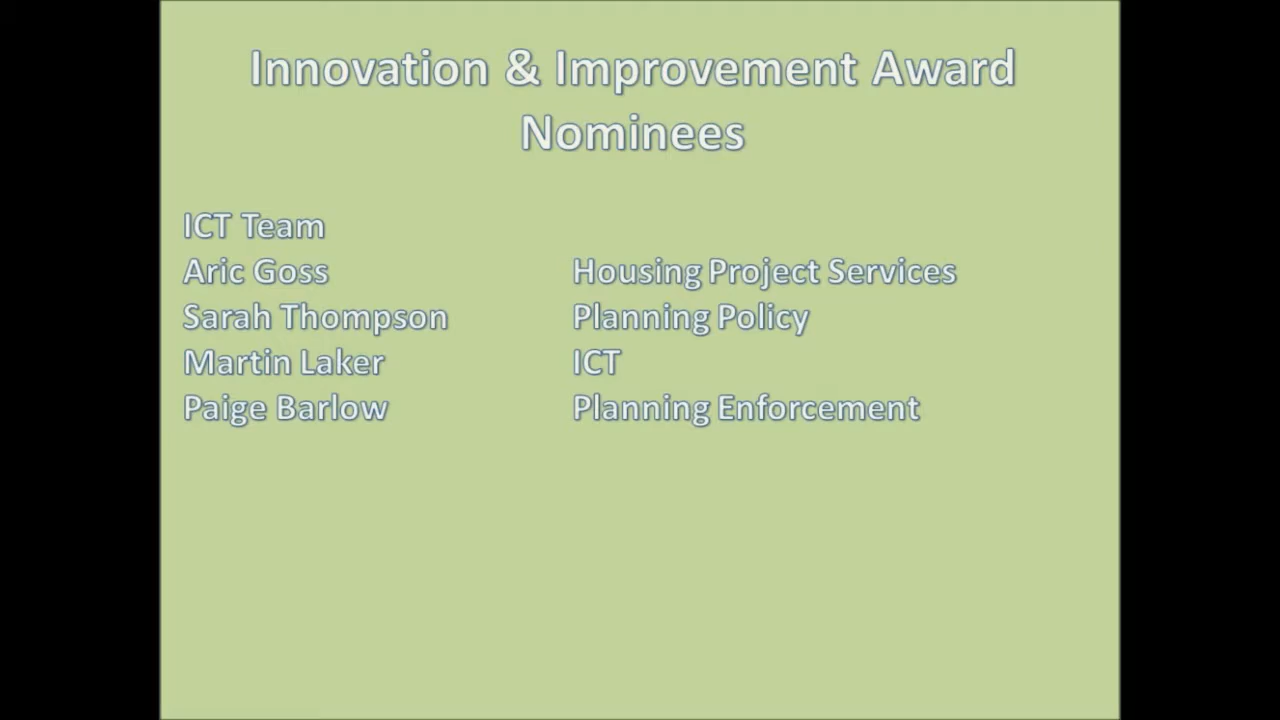 Innovation & Improvement Award
Nominees
ICT Team
Aric Goss Housing Project Services
Sarah Thompson Planning Policy
Martin Laker ICT
Paige Barlow Planning Enforcement